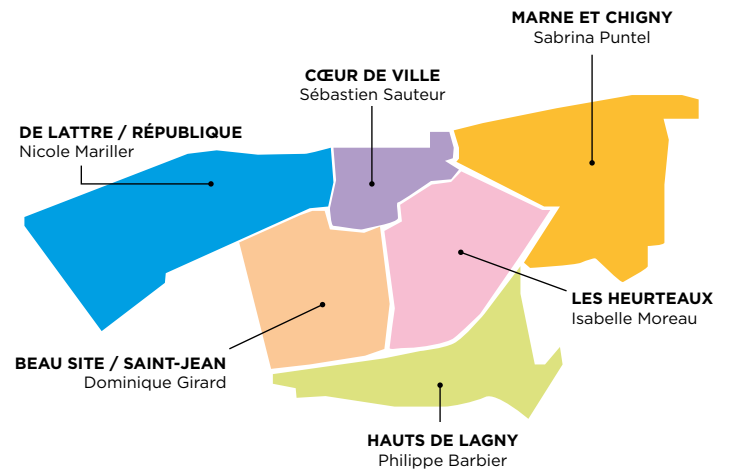 MARNE ET CHIGNY
Sabrina Puntel
CŒUR DE VILLE
Sébastien Sauteur
DE LATTRE / RÉPUBLIQUE
Nicole Mariller
LES HEURTEAUX
Isabelle Moreau
BEAU SITE / SAINT-JEAN
Dominique Girard
HAUTS DE LAGNY
Philippe Barbier